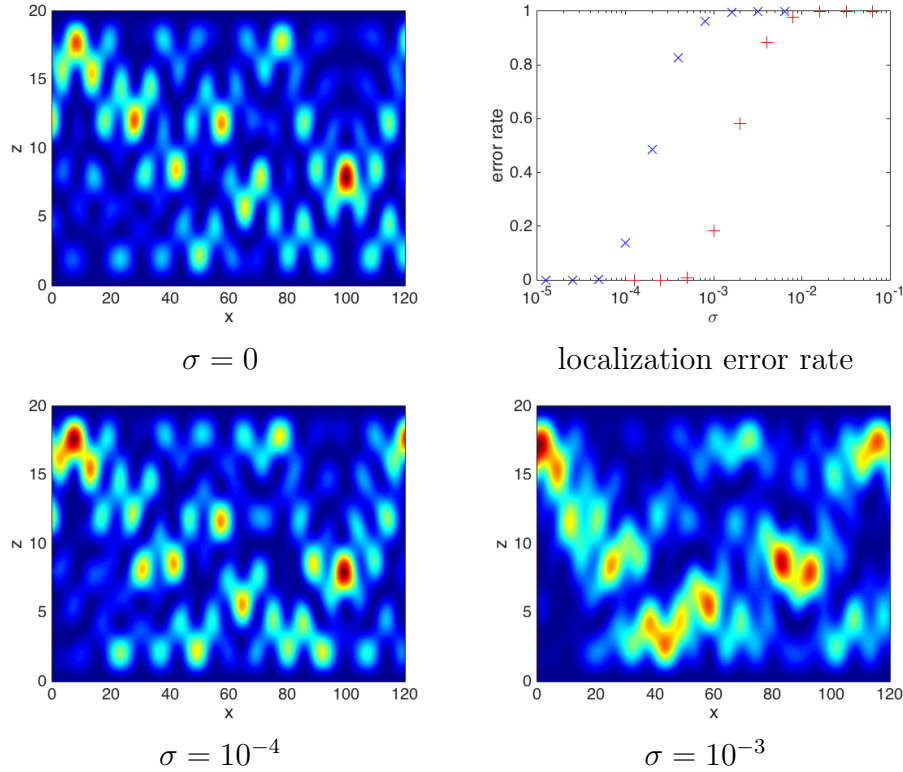 20
15
10
5
0
z
0 20 40 60 80 100 120
x
σ = 0
1
0.8
0.6
0.4
0.2
0
error rate
10⁻⁵ 10⁻⁴ 10⁻³ 10⁻² 10⁻¹
σ
localization error rate
20
15
10
5
0
z
0 20 40 60 80 100 120
x
σ = 10⁻⁴
20
15
10
5
0
z
0 20 40 60 80 100 120
x
σ = 10⁻³